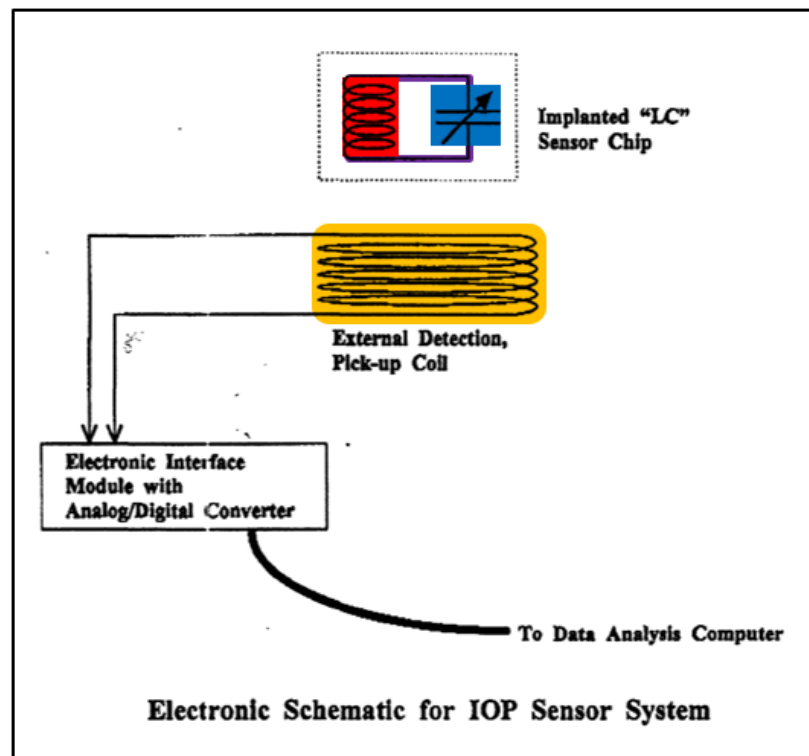 Implanted “LC”
Sensor Chip
External Detection,
Pick-up Coil
Electronic Interface
Module with
Analog/Digital Converter
To Data Analysis Computer
Electronic Schematic for IOP Sensor System